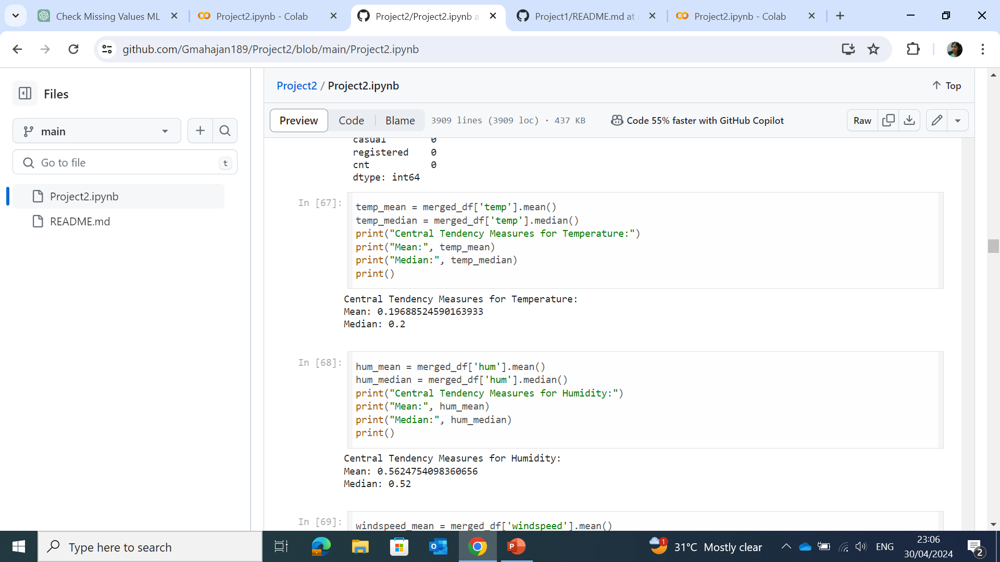 Check Missing Values ML
Project2.ipynb - Colab
Project2/Project2.ipynb a
Project1/README.md at
Project2.ipynb - Colab
github.com/Gmahajan189/Project2/blob/main/Project2.ipynb
Files
main
Go to file
t
Project2.ipynb
README.md
Project2 / Project2.ipynb
Top
Preview
Code
Blame
3909 lines (3909 loc) · 437 KB
Code 55% faster with GitHub Copilot
Raw
casual 0
registered 0
cnt 0
dtype: int64
In [67]:
temp_mean = merged_df['temp'].mean()
temp_median = merged_df['temp'].median()
print("Central Tendency Measures for Temperature:")
print("Mean:", temp_mean)
print("Median:", temp_median)
print()
Central Tendency Measures for Temperature:
Mean: 0.19688524590163933
Median: 0.2
In [68]:
hum_mean = merged_df['hum'].mean()
hum_median = merged_df['hum'].median()
print("Central Tendency Measures for Humidity:")
print("Mean:", hum_mean)
print("Median:", hum_median)
print()
Central Tendency Measures for Humidity:
Mean: 0.5624754098360656
Median: 0.52
In [69]:
windspeed_mean = merged_df['windspeed'].mean()
Type here to search
1
31°C Mostly clear
ENG
23:06
30/04/2024
2